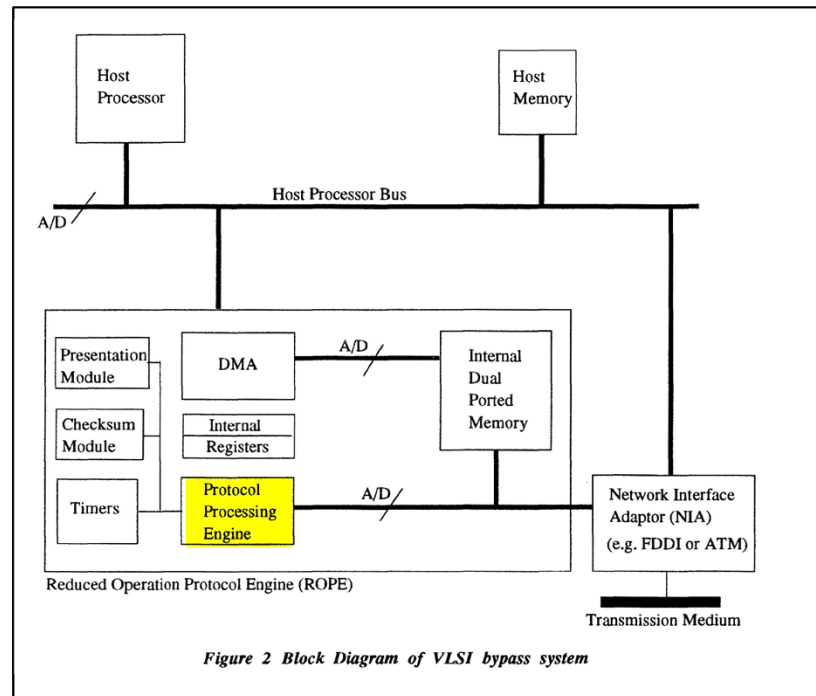 Host
Processor
Host
Memory
Host Processor Bus
A/D
Presentation
Module
DMA
A/D
Internal
Dual
Ported
Memory
Checksum
Module
Internal
Registers
Timers
Protocol
Processing
Engine
A/D
Network Interface
Adaptor (NIA)
(e.g. FDDI or ATM)
Reduced Operation Protocol Engine (ROPE)
Transmission Medium
Figure 2 Block Diagram of VLSI bypass system